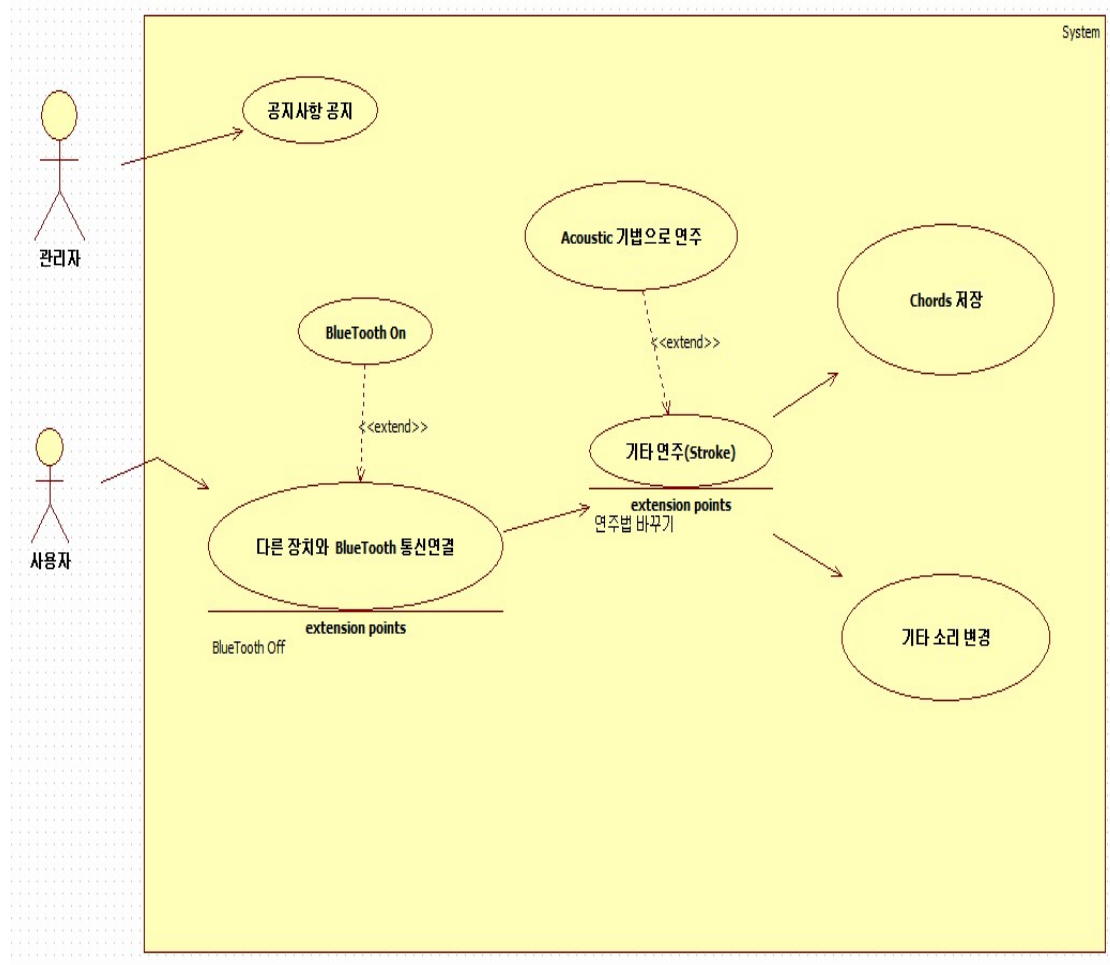 System
공지사항 공지
관리자
Acoustic 기법으로 연주
Chords 저장
BlueTooth On
<<extend>>
<<extend>>
기타 연주(Stroke)
extension points
연주법 바꾸기
사용자
다른 장치와 BlueTooth 통신연결
extension points
BlueTooth Off
기타 소리 변경